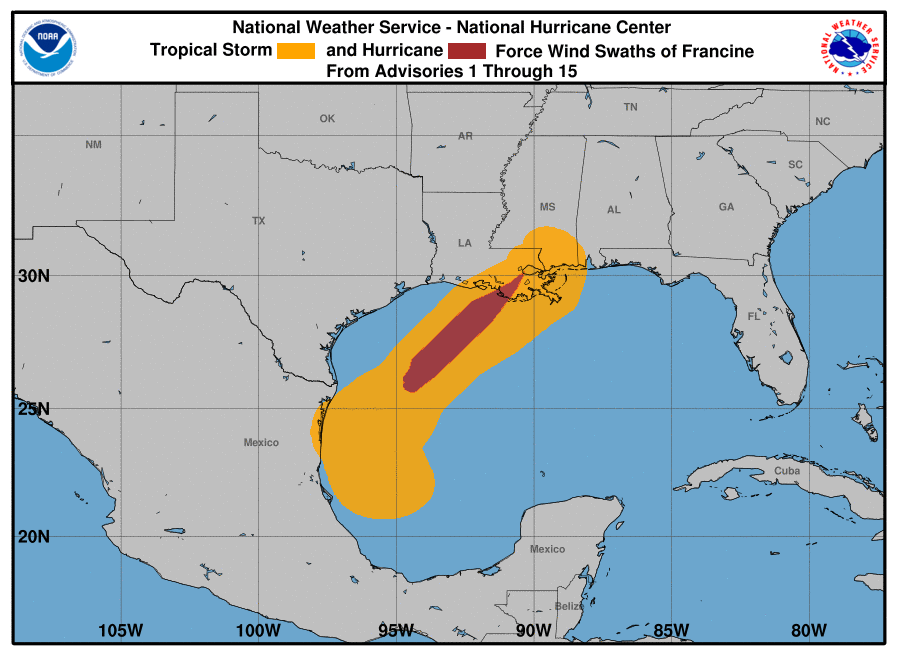 National Weather Service - National Hurricane Center
Tropical Storm and Hurricane Force Wind Swaths of Francine
From Advisories 1 Through 15
NOAA
NATIONAL WEATHER SERVICE
OK
TN
NC
AR
NM
SC
MS
AL
GA
TX
LA
30N
FL
25N
Mexico
Cuba
20N
Mexico
Belize
105W
100W
95W
90W
85W
80W